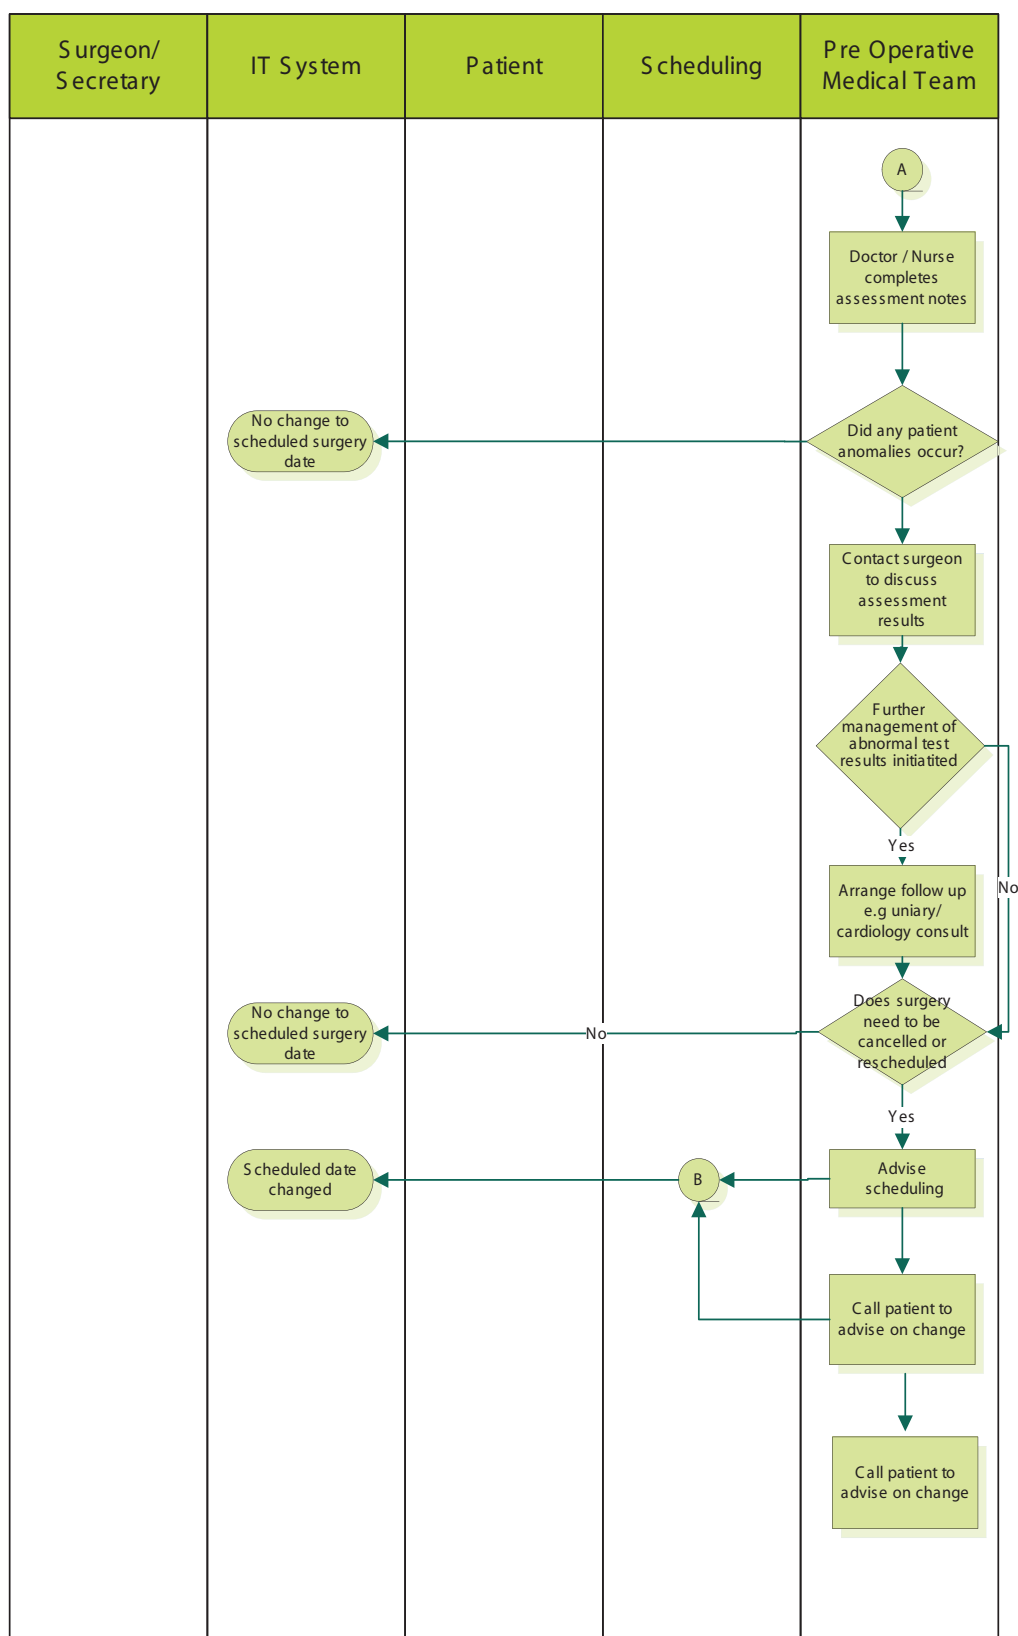 Surgeon/
Secretary
IT System
Patient
Scheduling
Pre Operative
Medical Team
A
Doctor / Nurse
completes
assessment notes
Did any patient
anomalies occur?
No change to
scheduled surgery
date
Contact surgeon
to discuss
assessment
results
Further
management of
abnormal test
results initiatited
Yes
No
Arrange follow up
e.g uniary/
cardiology consult
Does surgery
need to be
cancelled or
rescheduled
No
No change to
scheduled surgery
date
Yes
Advise
scheduling
B
Scheduled date
changed
Call patient to
advise on change
Call patient to
advise on change